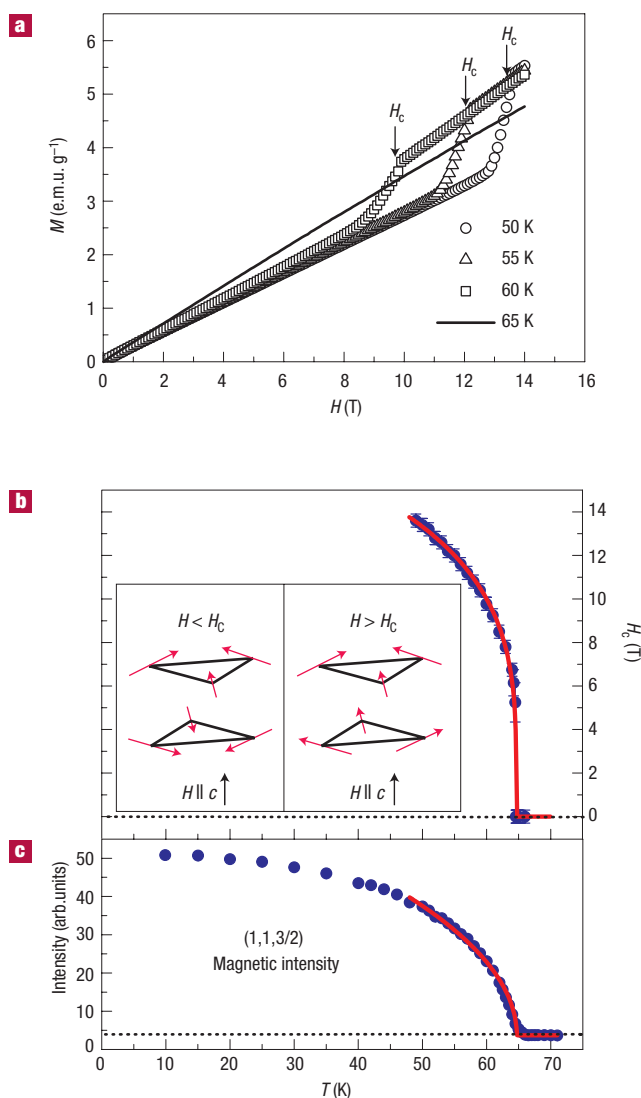 a
6
5
4
3
2
1
0
M (e.m.u. g⁻¹)
H_c
H_c
H_c
50 K
55 K
60 K
65 K
0 2 4 6 8 10 12 14 16
H (T)
b
14
12
10
8
6
4
2
0
H_c (T)
H < H_C
H > H_C
H || c
H || c
c
50
40
30
20
10
5
0
Intensity (arb.units)
(1,1,3/2)
Magnetic intensity
0 10 20 30 40 50 60 70
T (K)